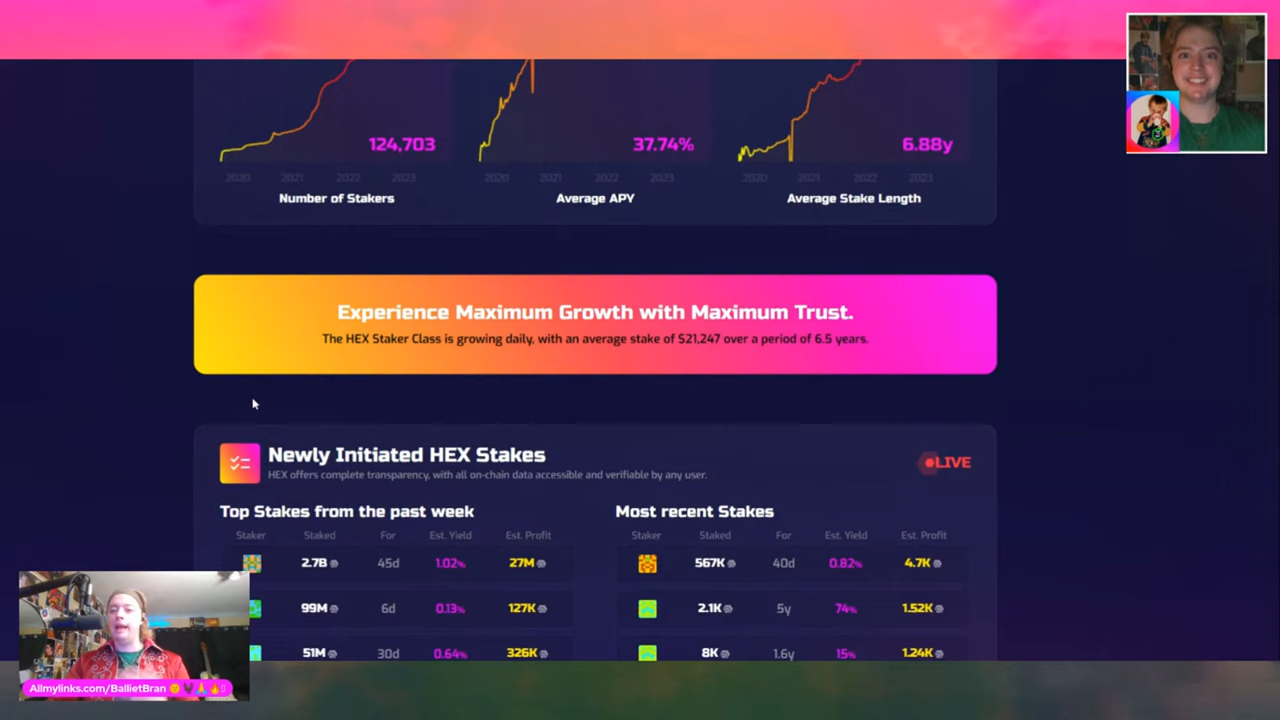 124,703
37.74%
6.88y
2020 2021 2022 2023
2020 2021 2022 2023
2020 2021 2022 2023
Number of Stakers
Average APY
Average Stake Length
Experience Maximum Growth with Maximum Trust.
The HEX Staker Class is growing daily, with an average stake of $21,247 over a period of 6.5 years.
Newly Initiated HEX Stakes
HEX offers complete transparency, with all on-chain data accessible and verifiable by any user.
LIVE
Top Stakes from the past week
Staker Staked For Est. Yield Est. Profit
2.7B 45d 1.02% 27M
99M 6d 0.13% 127K
51M 30d 0.64% 326K
Most recent Stakes
Staker Staked For Est. Yield Est. Profit
567K 40d 0.82% 4.7K
2.1K 5y 74% 1.52K
8K 1.6y 15% 1.24K
Allmylinks.com/BallietBran